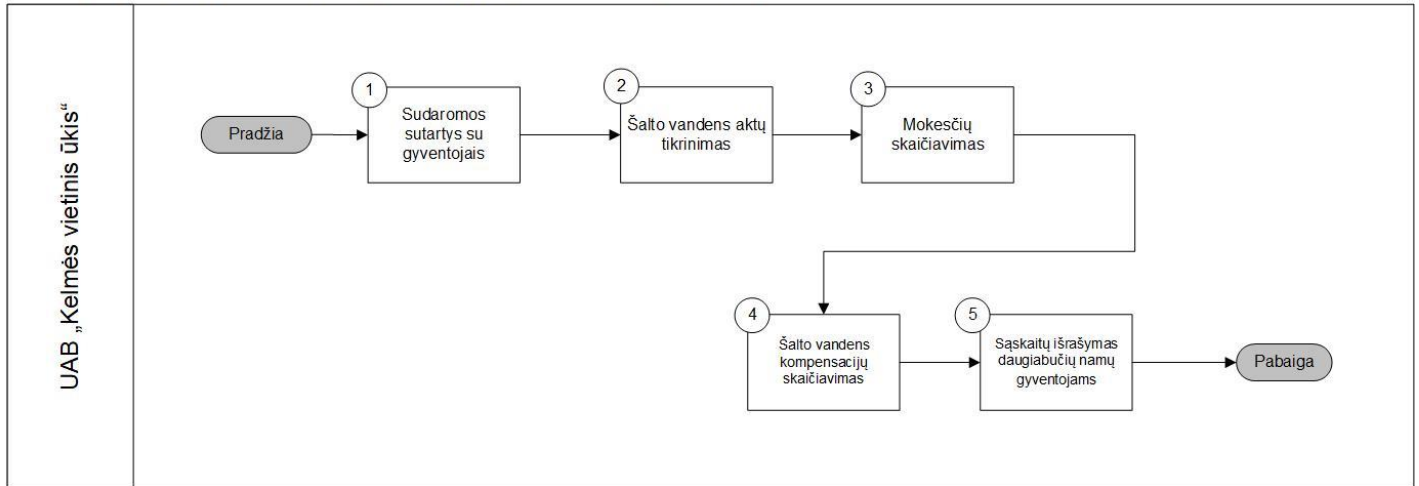 UAB „Kelmės vietinis ūkis“
Pradžia
1
Sudaromos
sutartys su
gyventojais
2
Šalto vandens aktų
tikrinimas
3
Mokesčių
skaičiavimas
4
Šalto vandens
kompensacijų
skaičiavimas
5
Sąskaitų išrašymas
daugiabučių namų
gyventojams
Pabaiga